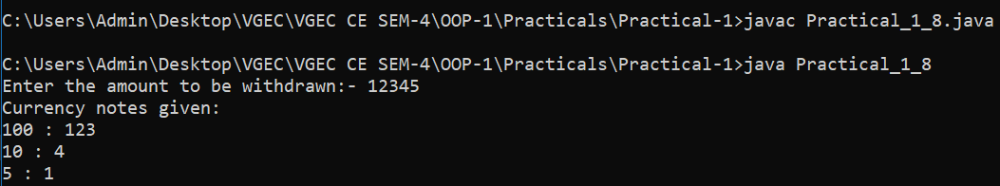 C:\Users\Admin\Desktop\VGEC\VGEC CE SEM-4\OOP-1\Practicals\Practical-1>javac Practical_1_8.java
C:\Users\Admin\Desktop\VGEC\VGEC CE SEM-4\OOP-1\Practicals\Practical-1>java Practical_1_8
Enter the amount to be withdrawn:- 12345
Currency notes given:
100 : 123
10 : 4
5 : 1